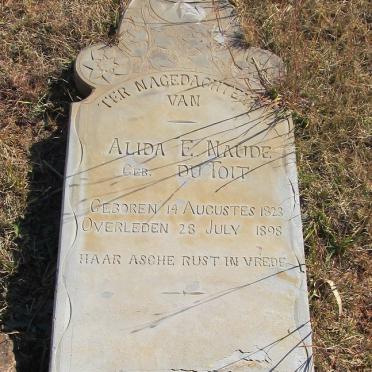 TER NAGEDACHTENIS
VAN
ALIDA E. NAUDE
GEB. DU TOIT
GEBOREN 14 AUGUSTES 1823
OVERLEDEN 28 JULY 1898
HAAR ASCHE RUST IN VREDE